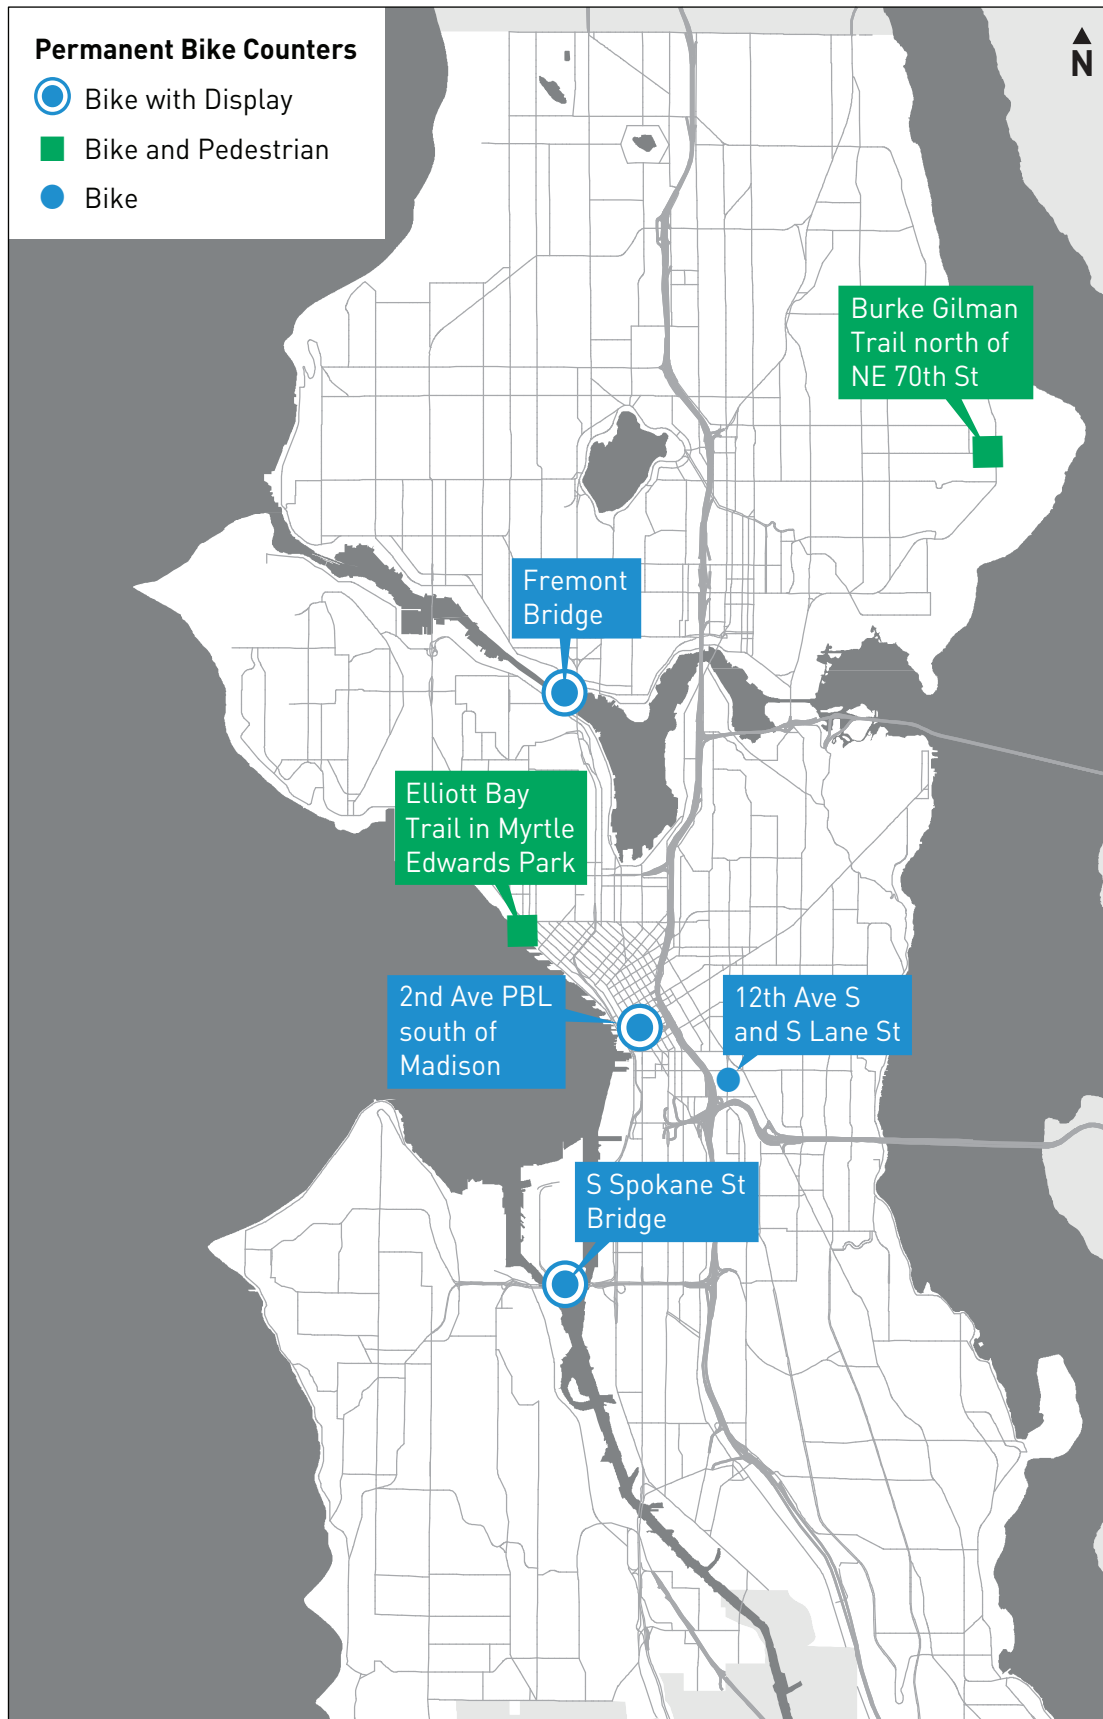 Permanent Bike Counters
Bike with Display
Bike and Pedestrian
Bike
N
Burke Gilman
Trail north of
NE 70th St
Fremont
Bridge
Elliott Bay
Trail in Myrtle
Edwards Park
2nd Ave PBL
south of
Madison
12th Ave S
and S Lane St
S Spokane St
Bridge